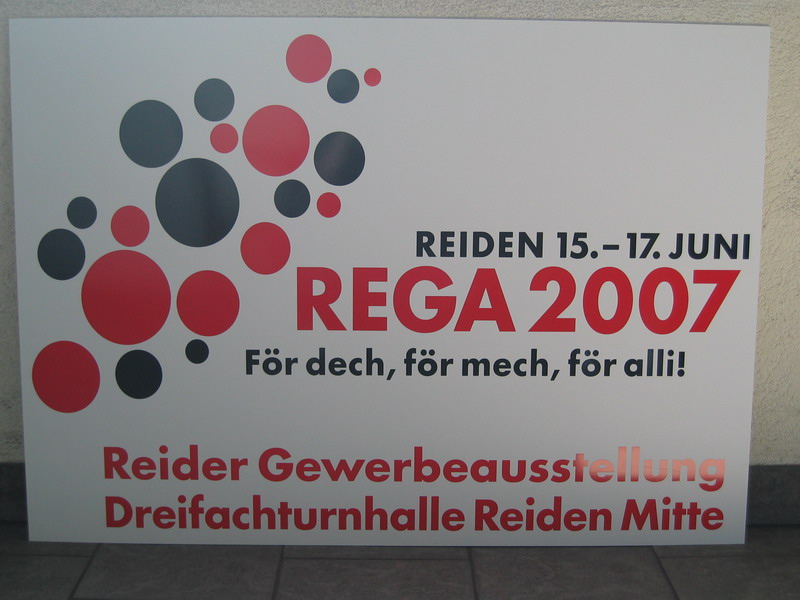 REIDEN 15.–17. JUNI
REGA 2007
För dech, för mech, för alli!
Reider Gewerbeausstellung
Dreifachturnhalle Reiden Mitte